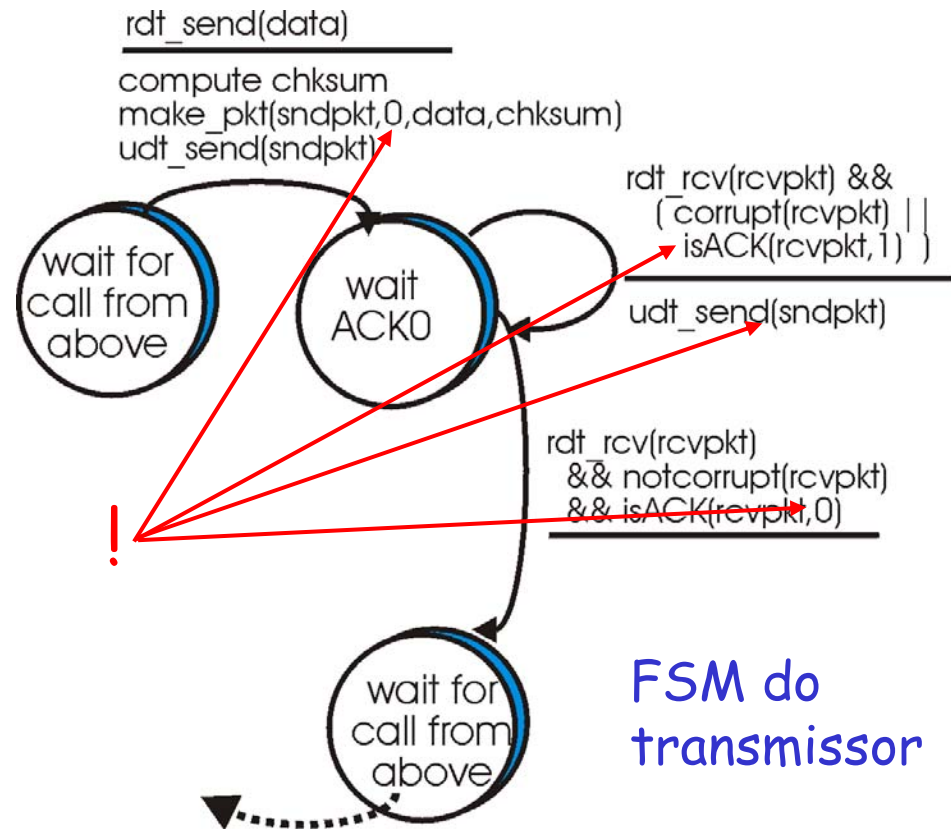 rdt_send(data)
compute chksum
make_pkt(sndpkt,0,data,chksum)
udt_send(sndpkt)
rdt_rcv(rcvpkt) &&
( corrupt(rcvpkt) ||
isACK(rcvpkt,1) )
udt_send(sndpkt)
wait for
call from
above
wait
ACK0
rdt_rcv(rcvpkt)
&& notcorrupt(rcvpkt)
&& isACK(rcvpkt,0)
!
wait for
call from
above
FSM do
transmissor